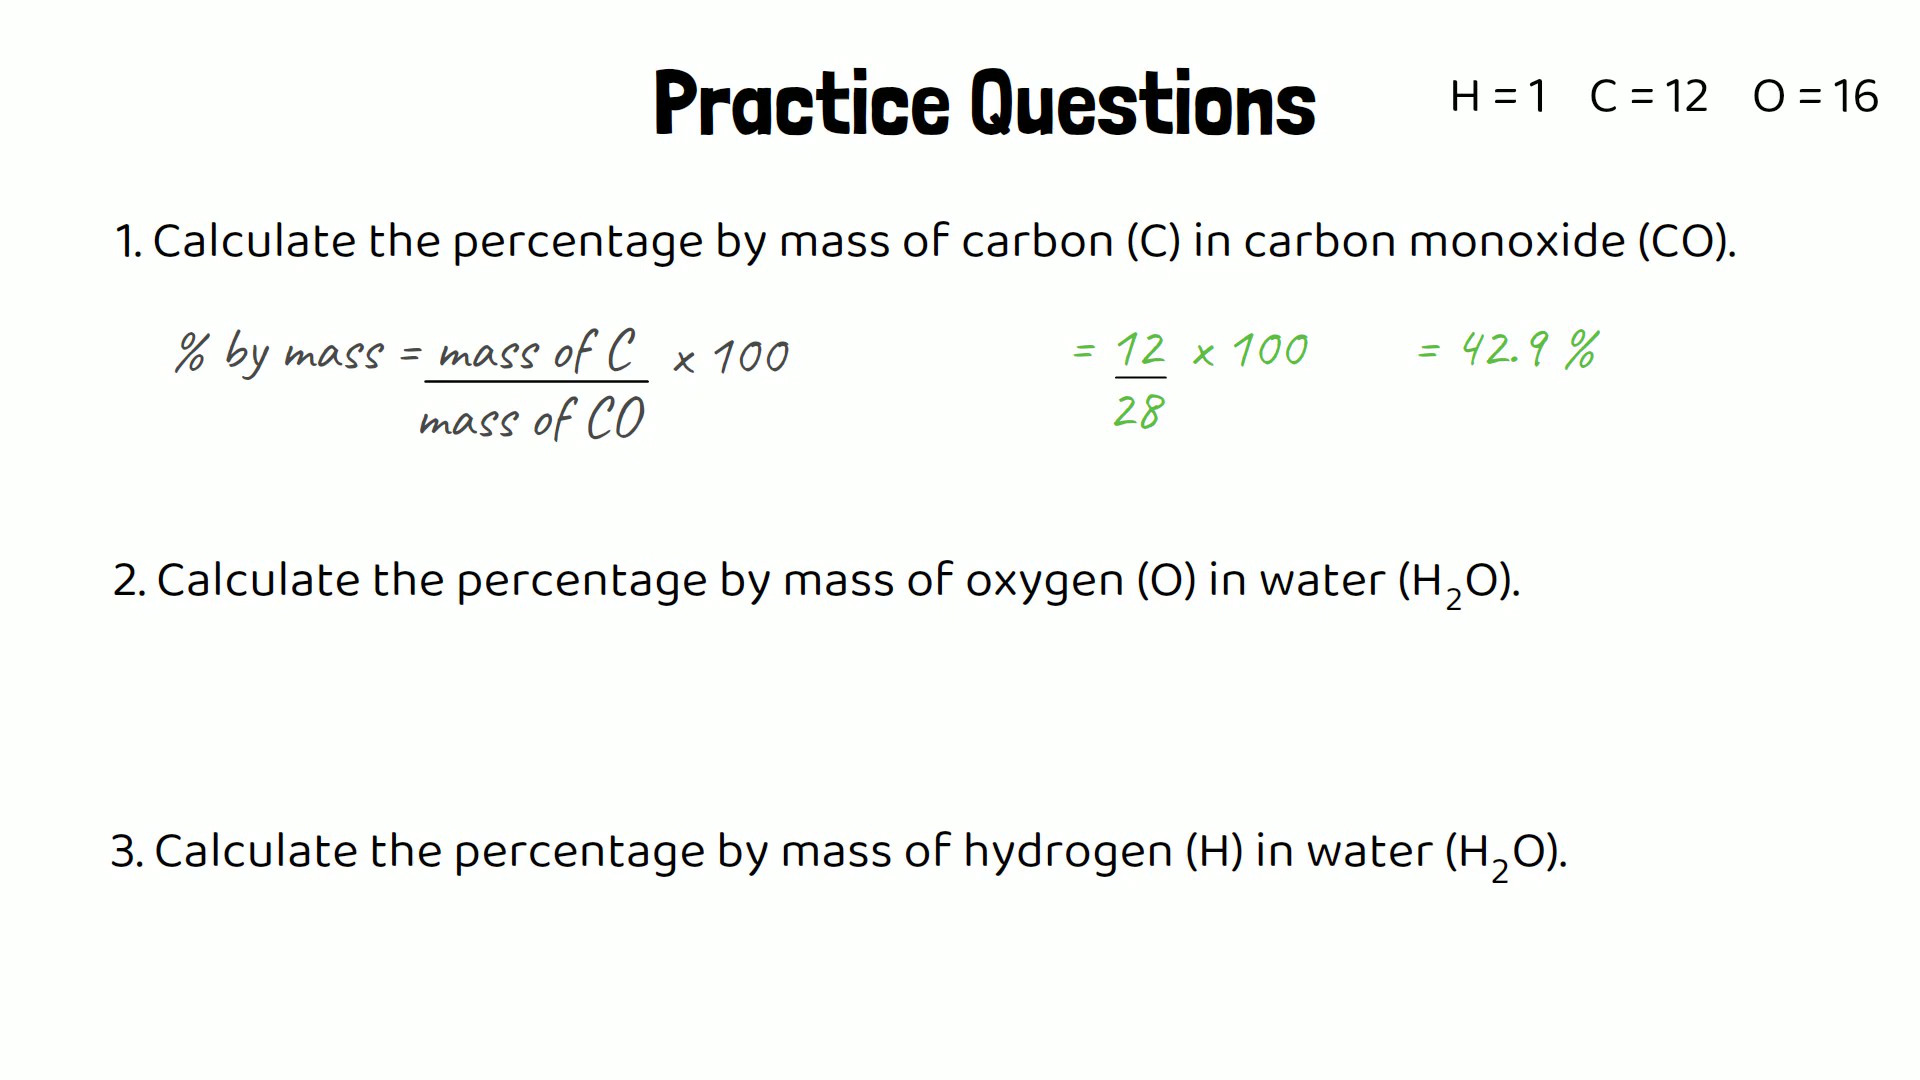 Practice Questions
H = 1 C = 12 O = 16
1. Calculate the percentage by mass of carbon (C) in carbon monoxide (CO).
% by mass = mass of C x 100 = 12 x 100 = 42.9 %
mass of CO 28
2. Calculate the percentage by mass of oxygen (O) in water (H₂O).
3. Calculate the percentage by mass of hydrogen (H) in water (H₂O).